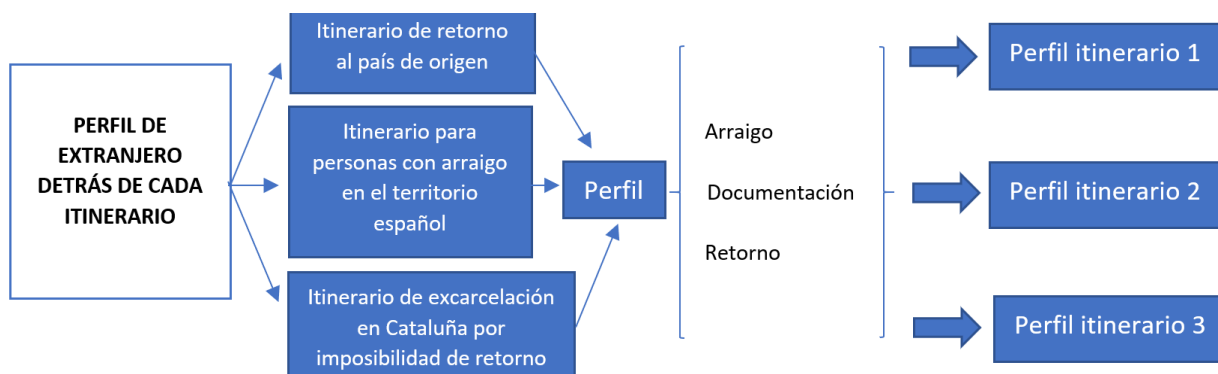 PERFIL DE
EXTRANJERO
DETRÁS DE CADA
ITINERARIO
Itinerario de retorno
al país de origen
Itinerario para
personas con arraigo
en el territorio
español
Itinerario de excarcelación
en Cataluña por
imposibilidad de retorno
Perfil
Arraigo
Documentación
Retorno
Perfil itinerario 1
Perfil itinerario 2
Perfil itinerario 3